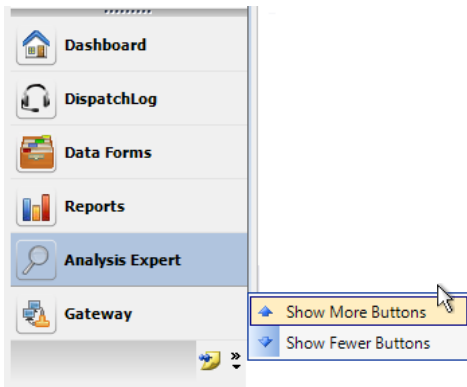 Dashboard
DispatchLog
Data Forms
Reports
Analysis Expert
Gateway
Show More Buttons
Show Fewer Buttons